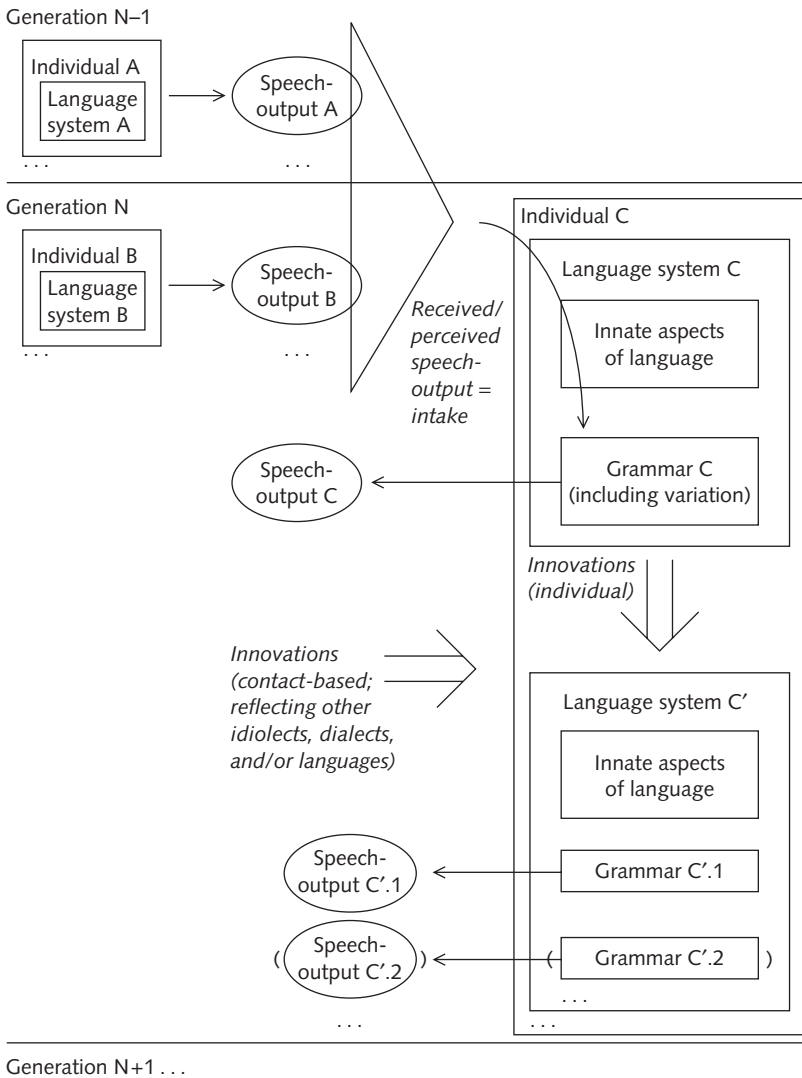 Generation N–1
Individual A
Language
system A
. . .
Speech-
output A
. . .
Generation N
Individual B
Language
system B
. . .
Speech-
output B
. . .
Received/
perceived
speech-
output =
intake
Individual C
Language system C
Innate aspects
of language
Grammar C
(including variation)
Speech-
output C
Innovations
(individual)
Innovations
(contact-based;
reflecting other
idiolects, dialects,
and/or languages)
Language system C′
Innate aspects
of language
Speech-
output C′.1
Grammar C′.1
( Speech-
output C′.2 )
( Grammar C′.2 )
. . .
. . .
. . .
Generation N+1 . . .